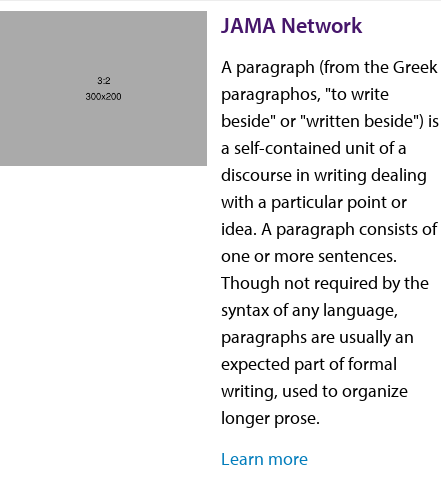 3:2
300x200
JAMA Network
A paragraph (from the Greek
paragraphos, "to write
beside" or "written beside") is
a self-contained unit of a
discourse in writing dealing
with a particular point or
idea. A paragraph consists of
one or more sentences.
Though not required by the
syntax of any language,
paragraphs are usually an
expected part of formal
writing, used to organize
longer prose.
Learn more